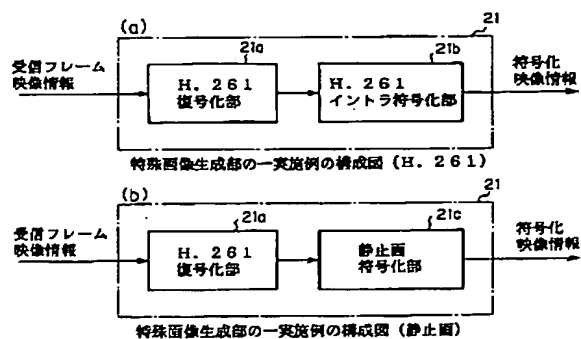 (a)
21
21a
21b
受信フレーム
映像情報
H. 261
復号化部
H. 261
イントラ符号化部
符号化
映像情報
特殊画像生成部の一実施例の構成図 (H. 261)
(b)
21
21a
21c
受信フレーム
映像情報
H. 261
復号化部
静止画
符号化部
符号化
映像情報
特殊画像生成部の一実施例の構成図 (静止画)